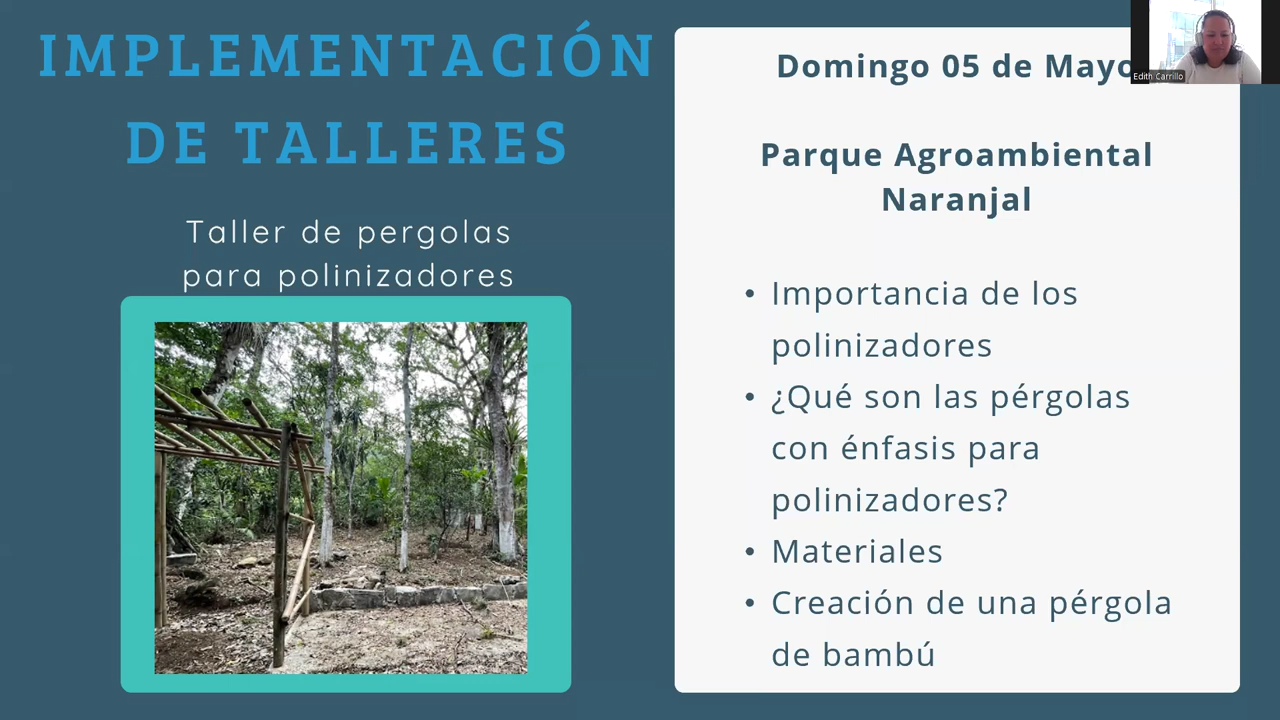 IMPLEMENTACIÓN
DE TALLERES
Taller de pergolas
para polinizadores
Domingo 05 de Mayo
Parque Agroambiental
Naranjal
• Importancia de los
polinizadores
• ¿Qué son las pérgolas
con énfasis para
polinizadores?
• Materiales
• Creación de una pérgola
de bambú
Edith Carrillo